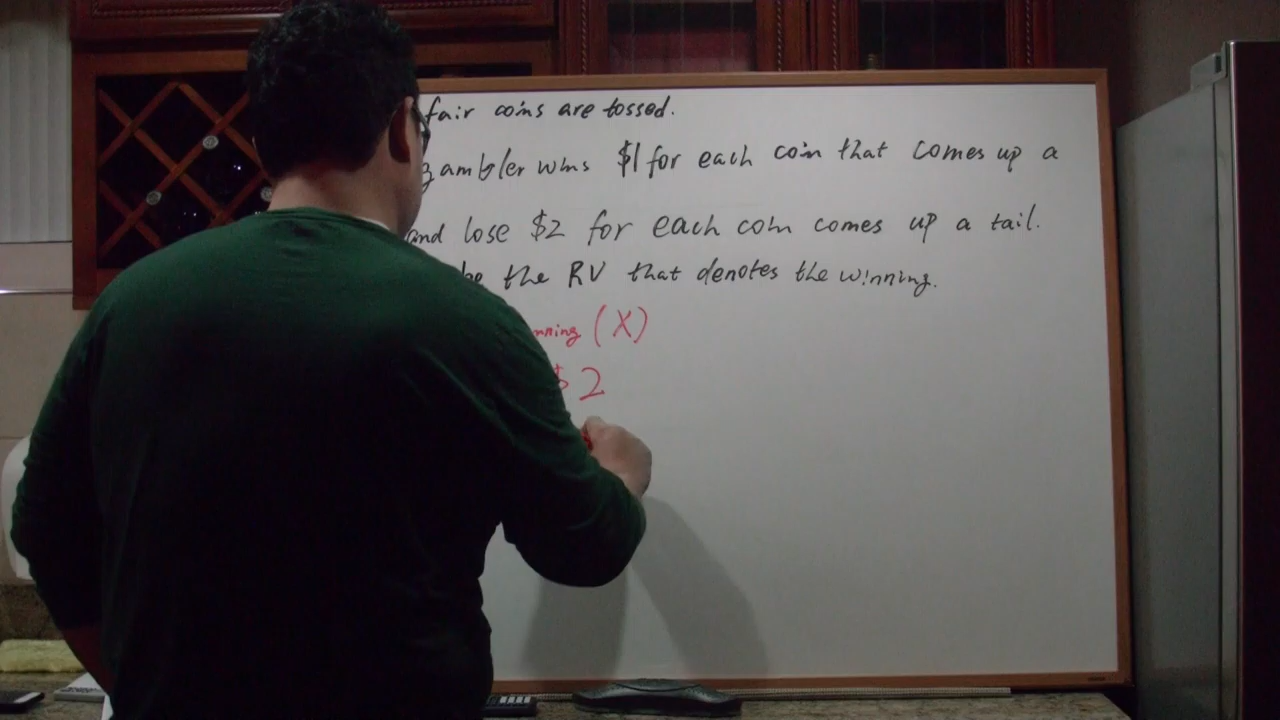 fair coins are tossed.
gambler wins $1 for each coin that comes up a
and lose $2 for each coin comes up a tail.
be the RV that denotes the winning.
nning (X)
$2